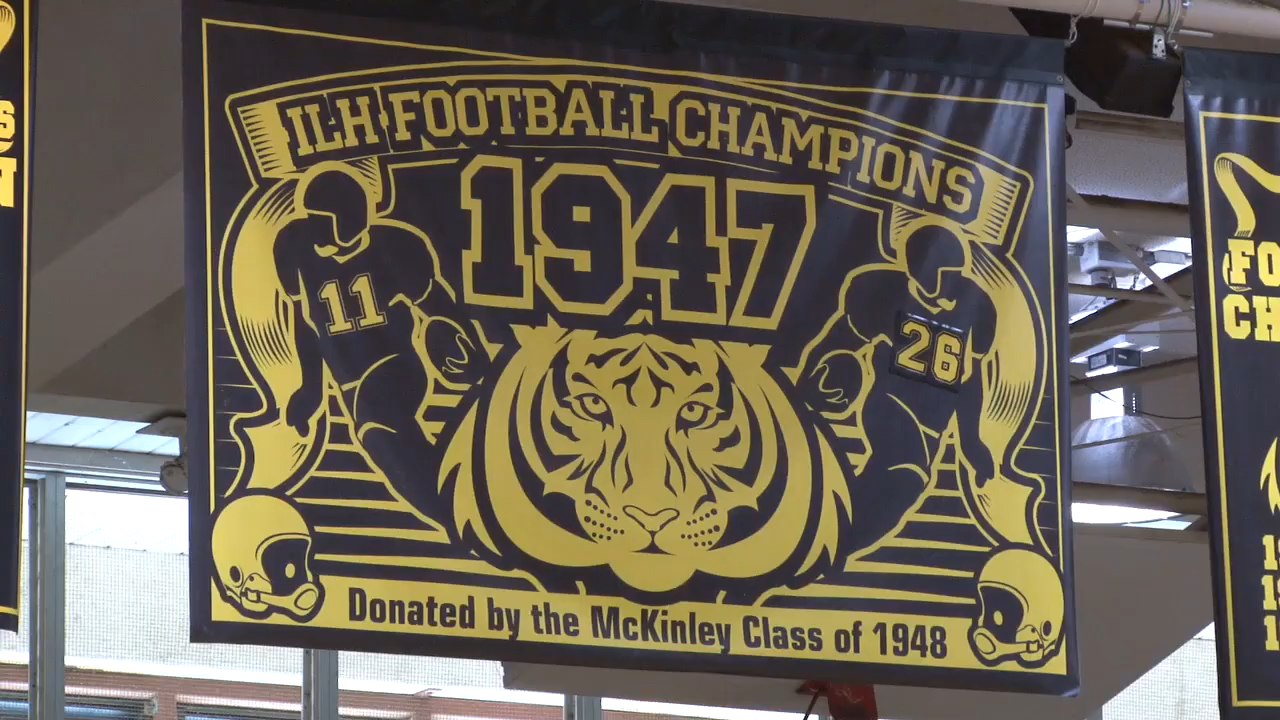 ILH FOOTBALL CHAMPIONS
1947
11
26
Donated by the McKinley Class of 1948